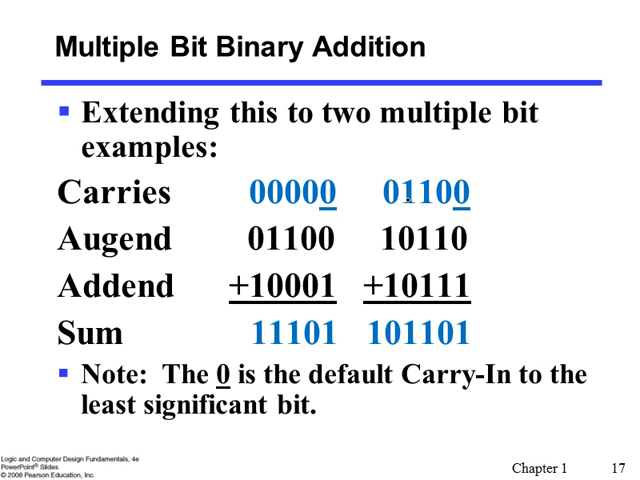 Multiple Bit Binary Addition
▪ Extending this to two multiple bit
examples:
Carries 00000 01100
Augend 01100 10110
Addend +10001 +10111
Sum 11101 101101
▪ Note: The 0 is the default Carry-In to the
least significant bit.
Logic and Computer Design Fundamentals, 4e
PowerPoint® Slides
© 2008 Pearson Education, Inc.
Chapter 1 17